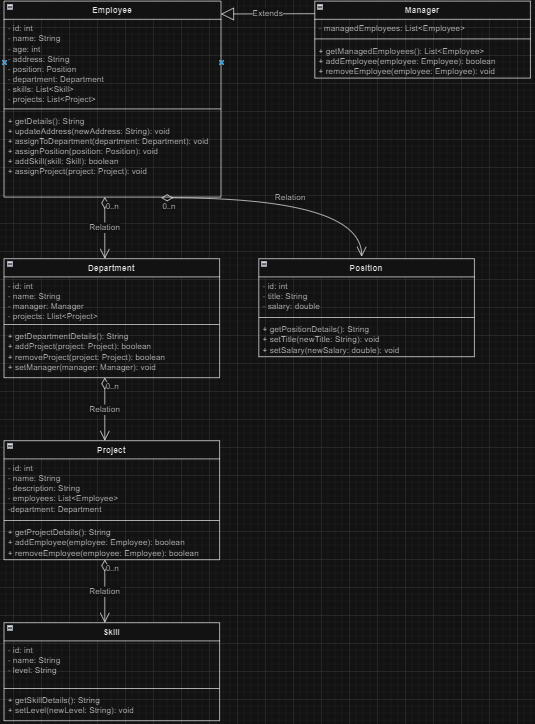 Employee
- id: int
- name: String
- age: int
- address: String
- position: Position
- department: Department
- skills: List<Skill>
- projects: List<Project>
+ getDetails(): String
+ updateAddress(newAddress: String): void
+ assignToDepartment(department: Department): void
+ assignPosition(position: Position): void
+ addSkill(skill: Skill): boolean
+ assignProject(project: Project): void
Extends
Manager
- managedEmployees: List<Employee>
+ getManagedEmployees(): List<Employee>
+ addEmployee(employee: Employee): boolean
+ removeEmployee(employee: Employee): void
0..n
Relation
0..n
Relation
Department
- id: int
- name: String
- manager: Manager
- projects: LIist<Project>
+ getDepartmentDetails(): String
+ addProject(project: Project): boolean
+ removeProject(project: Project): boolean
+ setManager(manager: Manager): void
Position
- id: int
- title: String
- salary: double
+ getPositionDetails(): String
+ setTitle(newTitle: String): void
+ setSalary(newSalary: double): void
0..n
Relation
Project
- id: int
- name: String
- description: String
- employees: List<Employee>
-department: Department
+ getProjectDetails(): String
+ addEmployee(employee: Employee): boolean
+ removeEmployee(employee: Employee): boolean
0..n
Relation
Skill
- id: int
- name: String
- level: String
+ getSkillDetails(): String
+ setLevel(newLevel: String): void